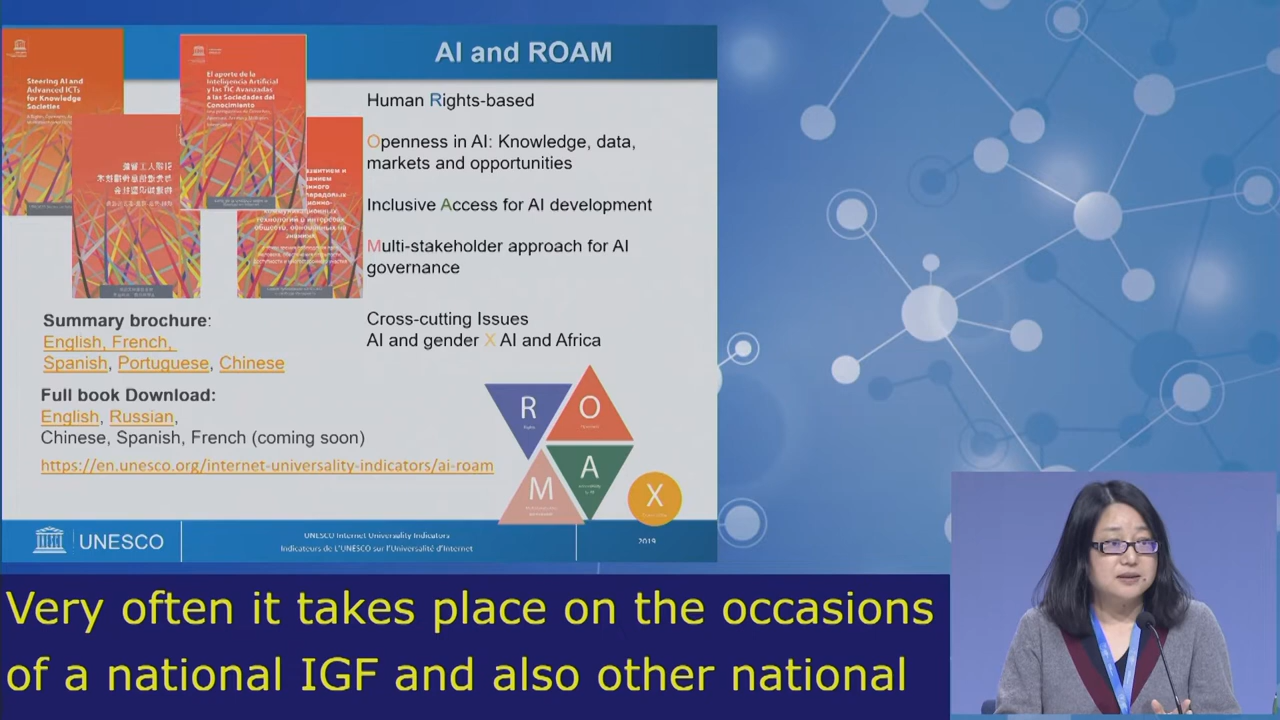 AI and ROAM
Steering AI and
Advanced ICTs
for Knowledge
Societies
El aporte de la
Inteligencia Artificial
y las TIC Avanzadas
a las Sociedades del
Conocimiento
Human Rights-based
Openness in AI: Knowledge, data,
markets and opportunities
Inclusive Access for AI development
Multi-stakeholder approach for AI
governance
Cross-cutting Issues
AI and gender X AI and Africa
Summary brochure:
English, French,
Spanish, Portuguese, Chinese
Full book Download:
English, Russian,
Chinese, Spanish, French (coming soon)
https://en.unesco.org/internet-universality-indicators/ai-roam
R
O
M
A
X
UNESCO
UNESCO Internet Universality Indicators
Indicateurs de L'UNESCO sur l'Universalité d'Internet
2019
Very often it takes place on the occasions
of a national IGF and also other national